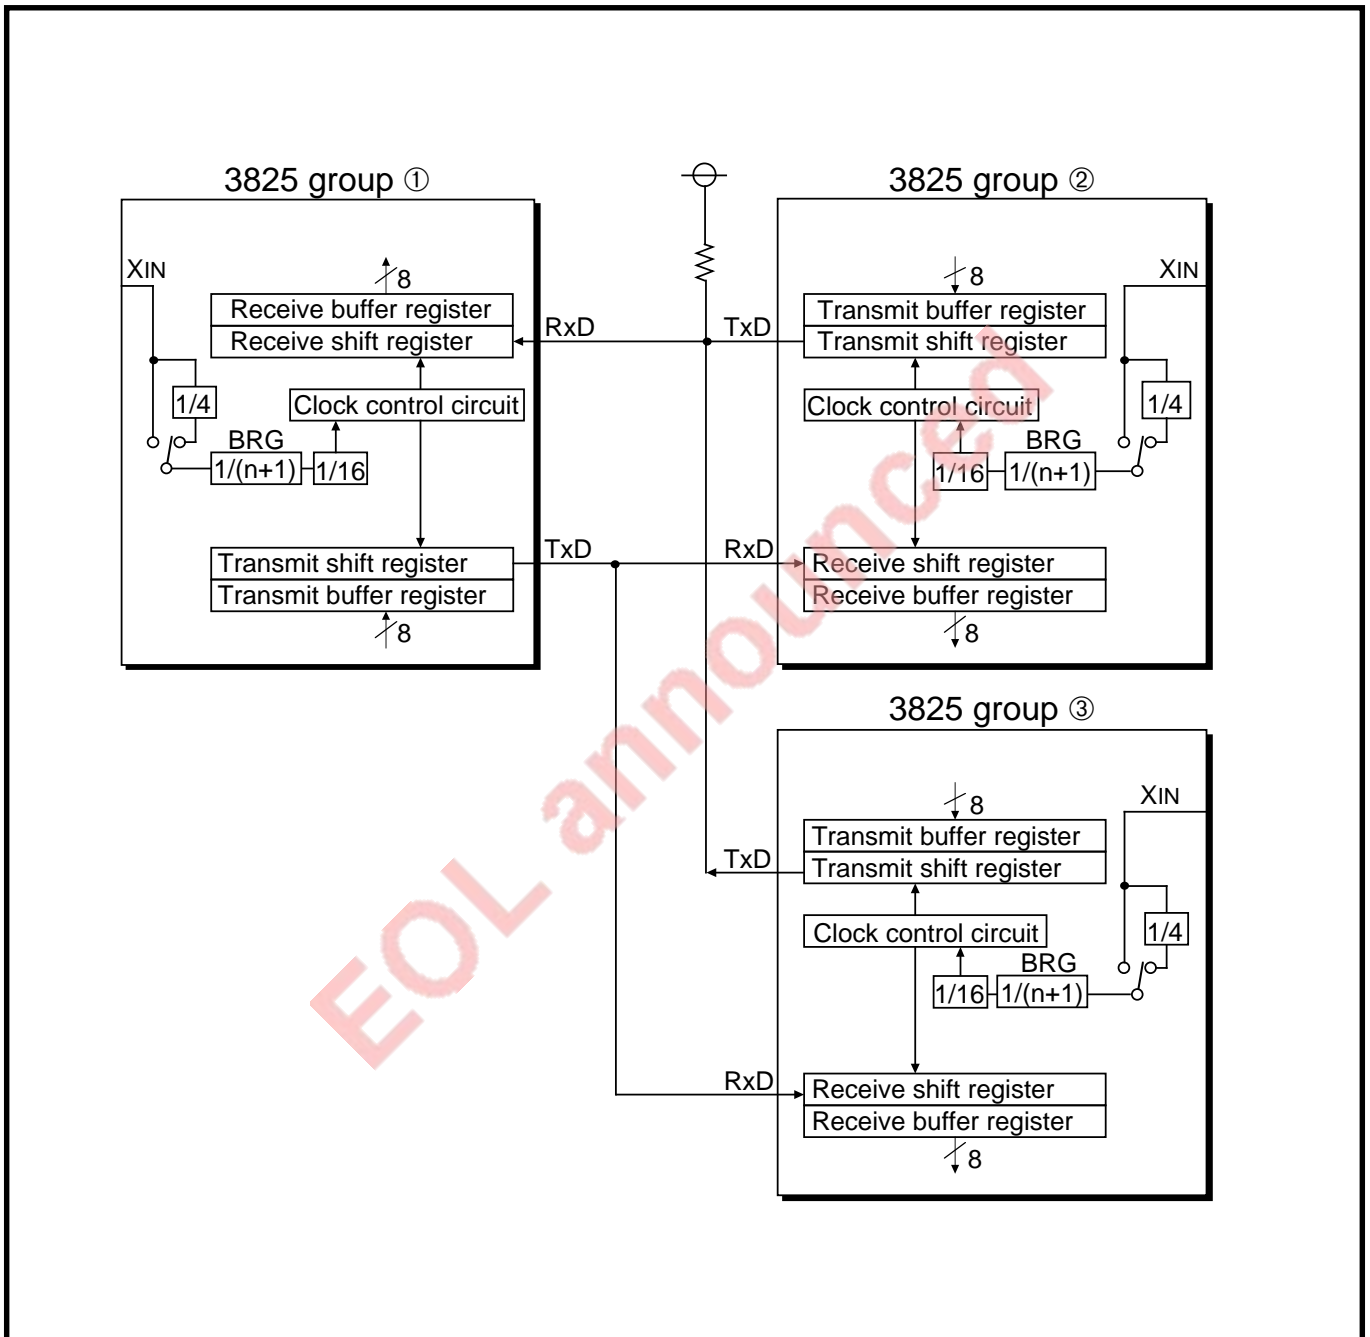 3825 group ①
XIN
8
Receive buffer register
Receive shift register
RxD
1/4
Clock control circuit
BRG
1/(n+1)
1/16
Transmit shift register
TxD
Transmit buffer register
8
3825 group ②
XIN
8
Transmit buffer register
TxD
Transmit shift register
Clock control circuit
1/4
BRG
1/16
1/(n+1)
RxD
Receive shift register
Receive buffer register
8
3825 group ③
XIN
8
Transmit buffer register
TxD
Transmit shift register
Clock control circuit
1/4
BRG
1/16
1/(n+1)
RxD
Receive shift register
Receive buffer register
8
EOL announced